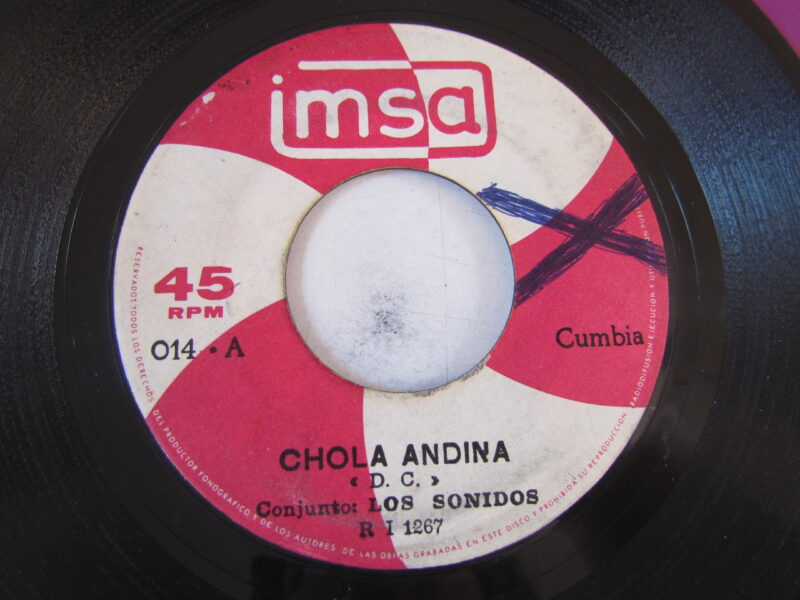 imsa
45
RPM
014 • A
Cumbia
CHOLA ANDINA
« D. C. »
Conjunto: LOS SONIDOS
R I 1267
RESERVADOS TODOS LOS DERECHOS DEL PRODUCTOR FONOGRAFICO Y DE LOS AUTORES DE LAS OBRAS GRABADAS EN ESTE DISCO Y PROHIBIDA SU REPRODUCCION RADIODIFUSION EJECUCION Y